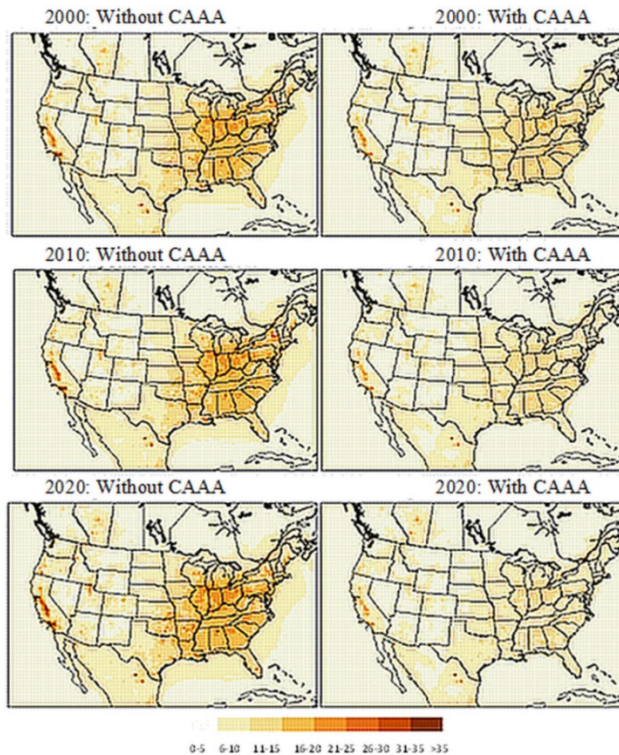 2000: Without CAAA 2000: With CAAA
2010: Without CAAA 2010: With CAAA
2020: Without CAAA 2020: With CAAA
0-5 6-10 11-15 16-20 21-25 26-30 31-35 >35